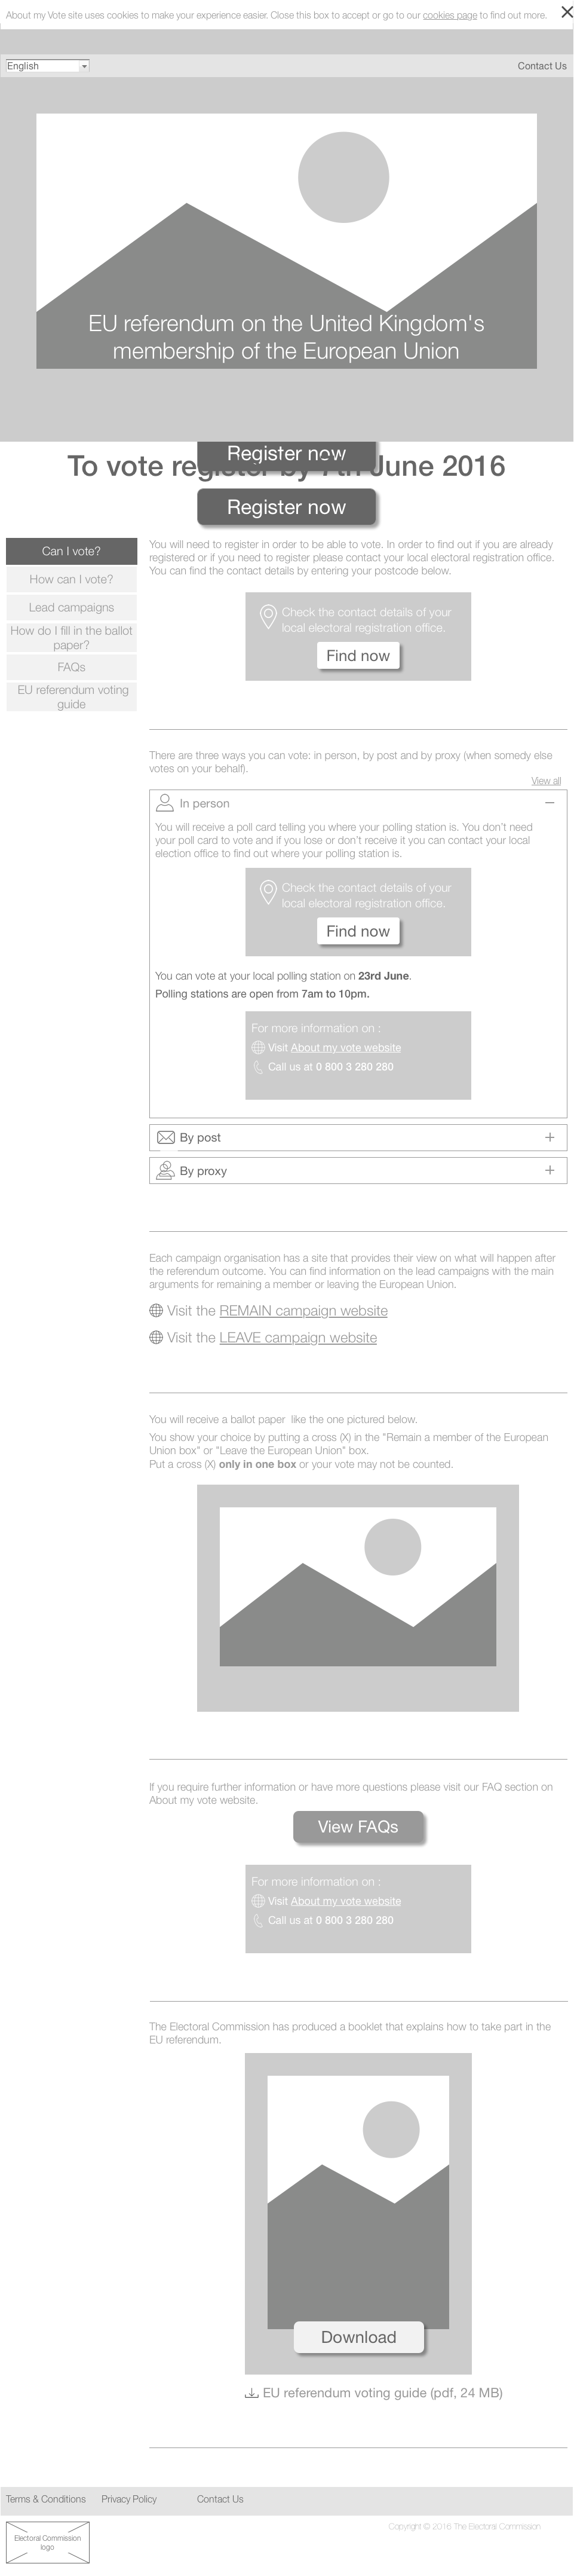 About my Vote site uses cookies to make your experience easier. Close this box to accept or go to our cookies page to find out more.
English
Contact Us
EU referendum on the United Kingdom's
membership of the European Union
Register now
To vote register by 7th June 2016
Register now
Can I vote?
How can I vote?
Lead campaigns
How do I fill in the ballot
paper?
FAQs
EU referendum voting
guide
You will need to register in order to be able to vote. In order to find out if you are already
registered or if you need to register please contact your local electoral registration office.
You can find the contact details by entering your postcode below.
Check the contact details of your
local electoral registration office.
Find now
There are three ways you can vote: in person, by post and by proxy (when somedy else
votes on your behalf).
View all
In person
You will receive a poll card telling you where your polling station is. You don't need
your poll card to vote and if you lose or don't receive it you can contact your local
election office to find out where your polling station is.
Check the contact details of your
local electoral registration office.
Find now
You can vote at your local polling station on 23rd June.
Polling stations are open from 7am to 10pm.
For more information on :
Visit About my vote website
Call us at 0 800 3 280 280
By post
By proxy
Each campaign organisation has a site that provides their view on what will happen after
the referendum outcome. You can find information on the lead campaigns with the main
arguments for remaining a member or leaving the European Union.
Visit the REMAIN campaign website
Visit the LEAVE campaign website
You will receive a ballot paper like the one pictured below.
You show your choice by putting a cross (X) in the "Remain a member of the European
Union box" or "Leave the European Union" box.
Put a cross (X) only in one box or your vote may not be counted.
If you require further information or have more questions please visit our FAQ section on
About my vote website.
View FAQs
For more information on :
Visit About my vote website
Call us at 0 800 3 280 280
The Electoral Commission has produced a booklet that explains how to take part in the
EU referendum.
Download
EU referendum voting guide (pdf, 24 MB)
Terms & Conditions Privacy Policy Contact Us
Copyright © 2016 The Electoral Commission
Electoral Commission
logo